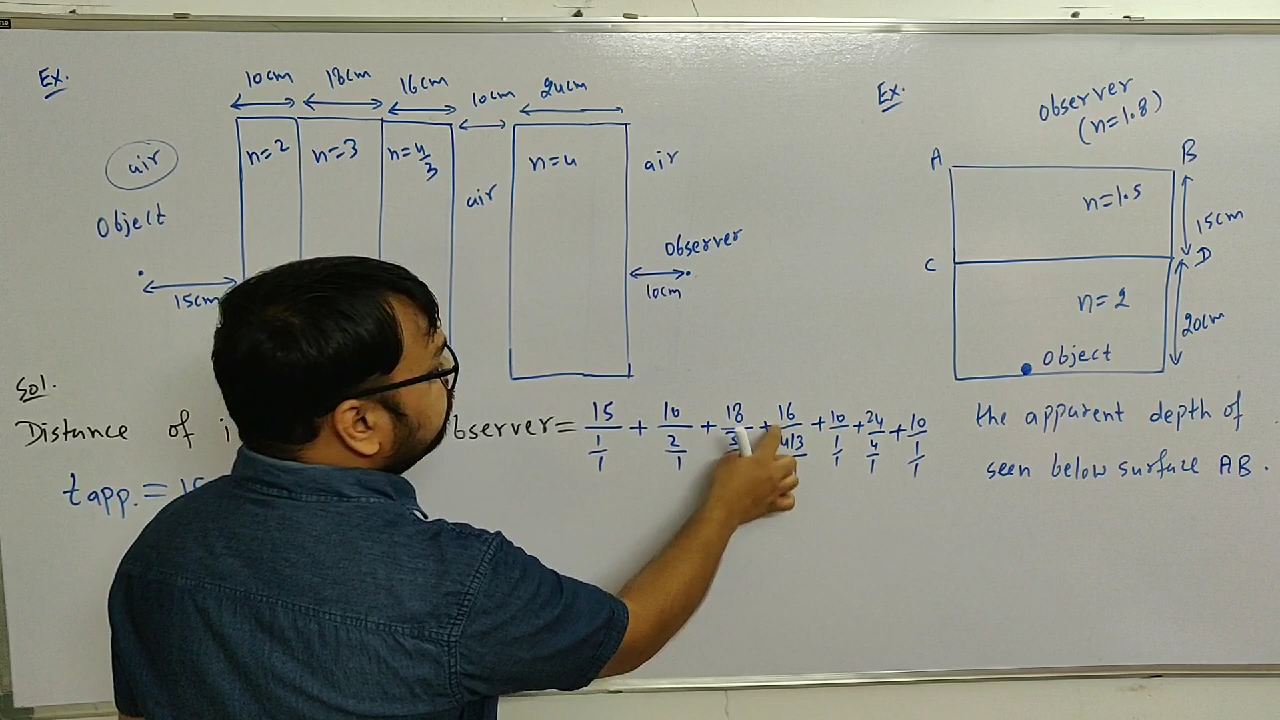 Ex.
10cm 18cm 16cm 10cm 24cm
air n=2 n=3 n=4/3 air n=4 air
object
observer
15cm
10cm
Sol.
Distance of observer= 15/(1/1) + 10/(2/1) + 18/3 + 16/(4/3) + 10/(1/1) + 24/(4/1) + 10/(1/1)
t app. = 15
Ex.
observer
(n=1.8)
A B
n=1.5 15cm
C D
n=2 20cm
object
the apparent depth of
seen below surface AB.